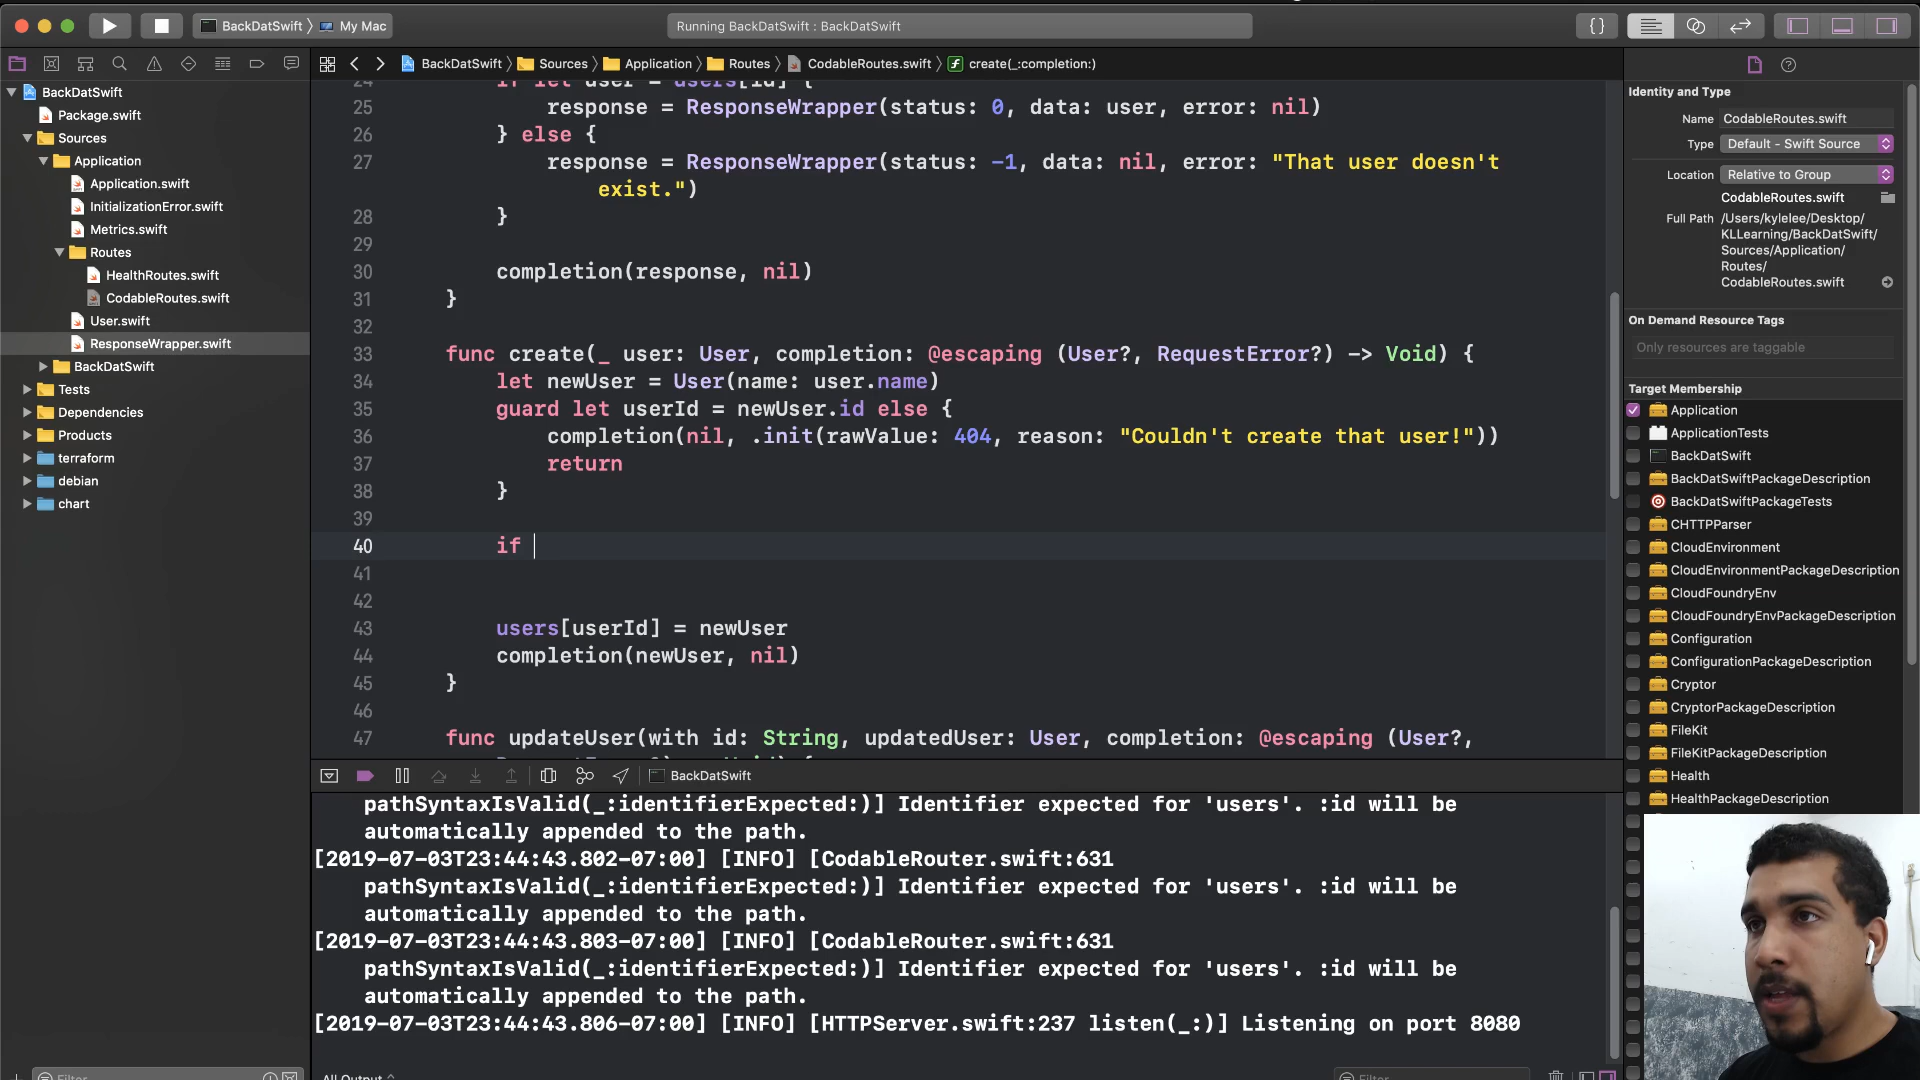 BackDatSwift 〉 My Mac
Running BackDatSwift : BackDatSwift
{}
BackDatSwift 〉 Sources 〉 Application 〉 Routes 〉 CodableRoutes.swift 〉 create(_:completion:)
BackDatSwift
Package.swift
Sources
Application
Application.swift
InitializationError.swift
Metrics.swift
Routes
HealthRoutes.swift
CodableRoutes.swift
User.swift
ResponseWrapper.swift
BackDatSwift
Tests
Dependencies
Products
terraform
debian
chart
24 if let user = users[id] {
25 response = ResponseWrapper(status: 0, data: user, error: nil)
26 } else {
27 response = ResponseWrapper(status: -1, data: nil, error: "That user doesn't
exist.")
28 }
29
30 completion(response, nil)
31 }
32
33 func create(_ user: User, completion: @escaping (User?, RequestError?) -> Void) {
34 let newUser = User(name: user.name)
35 guard let userId = newUser.id else {
36 completion(nil, .init(rawValue: 404, reason: "Couldn't create that user!"))
37 return
38 }
39
40 if
41
42
43 users[userId] = newUser
44 completion(newUser, nil)
45 }
46
47 func updateUser(with id: String, updatedUser: User, completion: @escaping (User?,
BackDatSwift
pathSyntaxIsValid(_:identifierExpected:)] Identifier expected for 'users'. :id will be
automatically appended to the path.
[2019-07-03T23:44:43.802-07:00] [INFO] [CodableRouter.swift:631
pathSyntaxIsValid(_:identifierExpected:)] Identifier expected for 'users'. :id will be
automatically appended to the path.
[2019-07-03T23:44:43.803-07:00] [INFO] [CodableRouter.swift:631
pathSyntaxIsValid(_:identifierExpected:)] Identifier expected for 'users'. :id will be
automatically appended to the path.
[2019-07-03T23:44:43.806-07:00] [INFO] [HTTPServer.swift:237 listen(_:)] Listening on port 8080
Filter
All Output
Filter
Identity and Type
Name CodableRoutes.swift
Type Default - Swift Source
Location Relative to Group
CodableRoutes.swift
Full Path /Users/kylelee/Desktop/
KLLearning/BackDatSwift/
Sources/Application/
Routes/
CodableRoutes.swift
On Demand Resource Tags
Only resources are taggable
Target Membership
Application
ApplicationTests
BackDatSwift
BackDatSwiftPackageDescription
BackDatSwiftPackageTests
CHTTPParser
CloudEnvironment
CloudEnvironmentPackageDescription
CloudFoundryEnv
CloudFoundryEnvPackageDescription
Configuration
ConfigurationPackageDescription
Cryptor
CryptorPackageDescription
FileKit
FileKitPackageDescription
Health
HealthPackageDescription